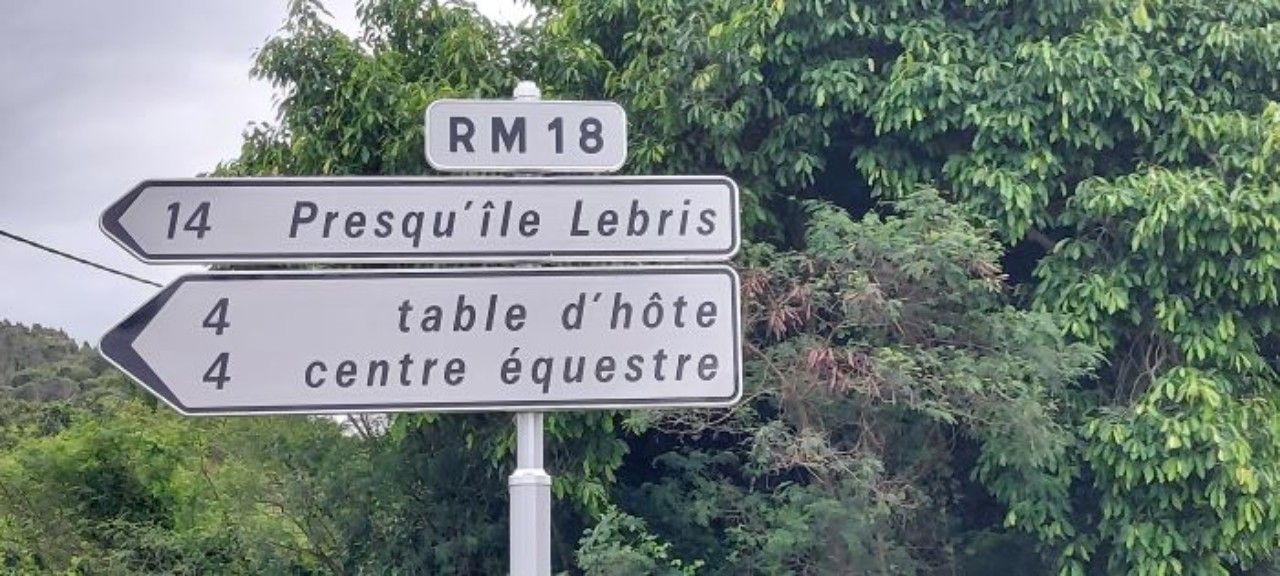 RM 18
14 Presqu'île Lebris
4 table d'hôte
4 centre équestre